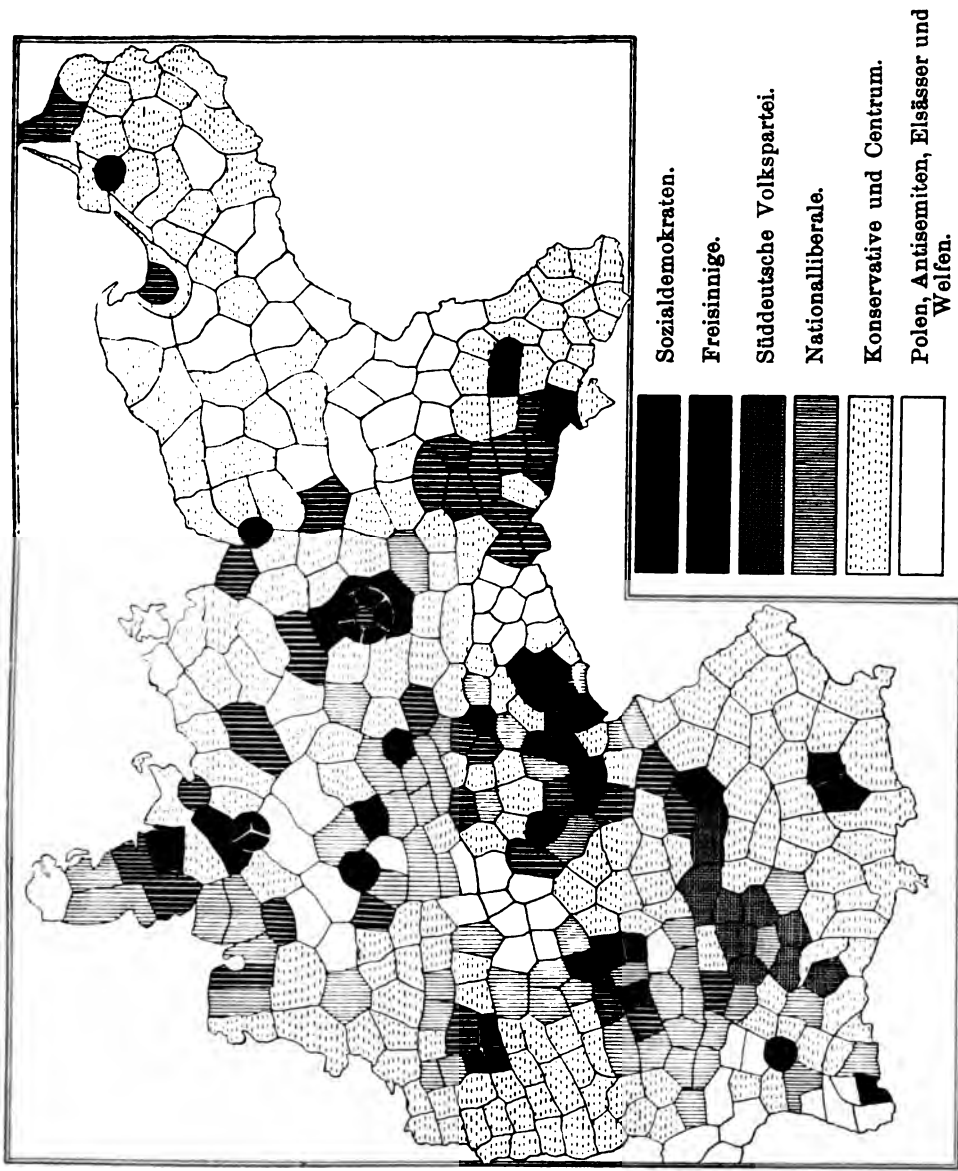 Sozialdemokraten.
Freisinnige.
Süddeutsche Volkspartei.
Nationalliberale.
Konservative und Centrum.
Polen, Antisemiten, Elsässer und
Welfen.